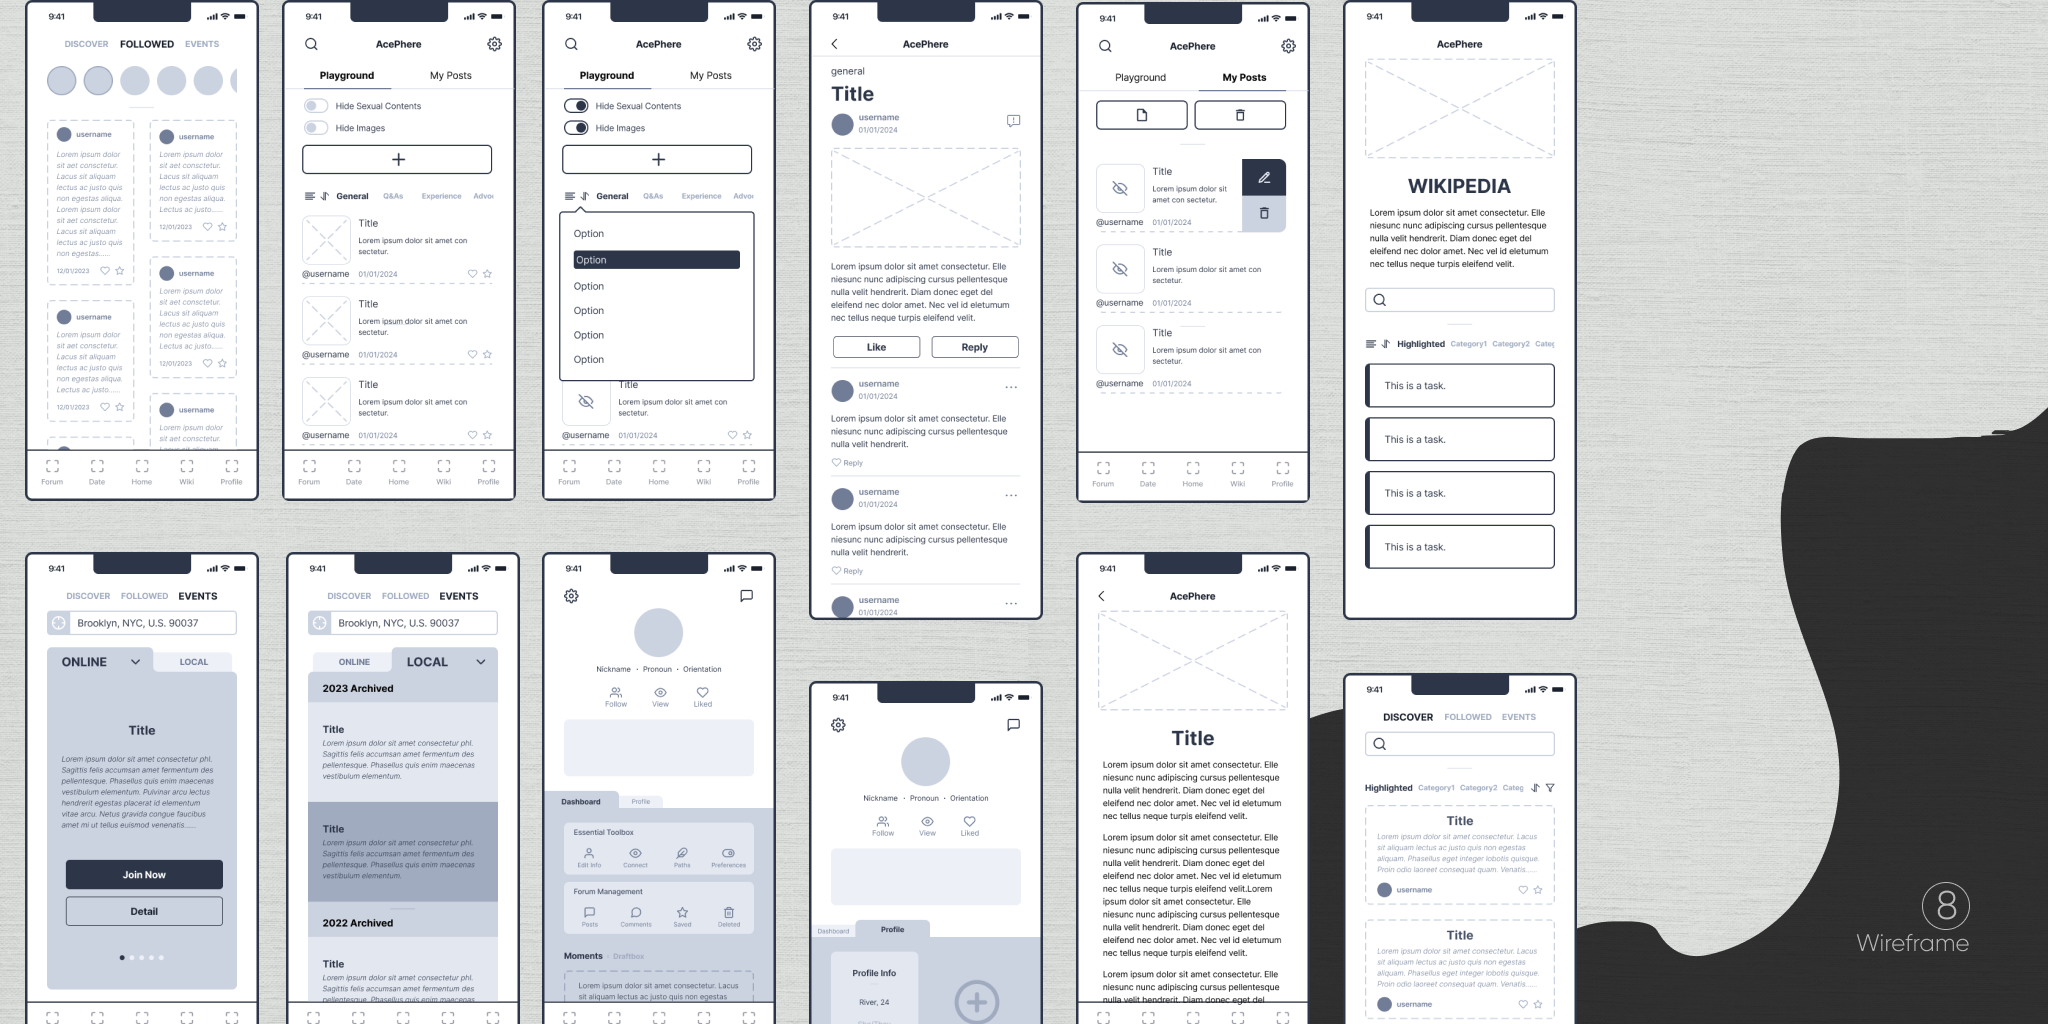 9:41
DISCOVER FOLLOWED EVENTS
username
Lorem ipsum dolor
sit aet consctetur.
Lacus sit aliquam
lectus ac justo quis
non egestas aliqua.
Lorem ipsum dolor
sit aet consctetur.
Lacus sit aliquam
lectus ac justo quis
non egestas......
12/01/2023
username
Lorem ipsum dolor
sit aet consctetur.
Lacus sit aliquam
lectus ac justo quis
non egestas aliqua.
Lectus ac justo......
12/01/2023
username
Lorem ipsum dolor
sit aet consctetur.
Lacus sit aliquam
lectus ac justo quis
non egestas aliqua.
Lectus ac justo......
12/01/2023
username
Lorem ipsum dolor
sit aet consctetur.
Lacus sit aliquam
lectus ac justo quis
non egestas aliqua.
Lectus ac justo......
12/01/2023
username
Lorem ipsum dolor
sit aet consctetur.
Lacus sit aliquam
Forum Date Home Wiki Profile
9:41
AcePhere
Playground My Posts
Hide Sexual Contents
Hide Images
General Q&As Experience Advo
Title
Lorem ipsum dolor sit amet con
sectetur.
@username 01/01/2024
Title
Lorem ipsum dolor sit amet con
sectetur.
@username 01/01/2024
Title
Lorem ipsum dolor sit amet con
sectetur.
@username 01/01/2024
Forum Date Home Wiki Profile
9:41
AcePhere
Playground My Posts
Hide Sexual Contents
Hide Images
General Q&As Experience Advo
Option
Option
Option
Option
Option
Option
Title
Lorem ipsum dolor sit amet con
sectetur.
@username 01/01/2024
Forum Date Home Wiki Profile
9:41
AcePhere
general
Title
username
01/01/2024
Lorem ipsum dolor sit amet consectetur. Elle
niesunc nunc adipiscing cursus pellentesque
nulla velit hendrerit. Diam donec eget del
eleifend nec dolor amet. Nec vel id eletumum
nec tellus neque turpis eleifend velit.
Like Reply
username
01/01/2024
Lorem ipsum dolor sit amet consectetur. Elle
niesunc nunc adipiscing cursus pellentesque
nulla velit hendrerit.
Reply
username
01/01/2024
Lorem ipsum dolor sit amet consectetur. Elle
niesunc nunc adipiscing cursus pellentesque
nulla velit hendrerit.
Reply
username
01/01/2024
9:41
AcePhere
Playground My Posts
Title
Lorem ipsum dolor sit
amet con sectetur.
@username 01/01/2024
Title
Lorem ipsum dolor sit amet con
sectetur.
@username 01/01/2024
Title
Lorem ipsum dolor sit amet con
sectetur.
@username 01/01/2024
Forum Date Home Wiki Profile
9:41
AcePhere
WIKIPEDIA
Lorem ipsum dolor sit amet consectetur. Elle
niesunc nunc adipiscing cursus pellentesque
nulla velit hendrerit. Diam donec eget del
eleifend nec dolor amet. Nec vel id eletumum
nec tellus neque turpis eleifend velit.
Highlighted Category1 Category2 Categ
This is a task.
This is a task.
This is a task.
This is a task.
9:41
DISCOVER FOLLOWED EVENTS
Brooklyn, NYC, U.S. 90037
ONLINE LOCAL
Title
Lorem ipsum dolor sit amet consectetur phl.
Sagittis felis accumsan amet fermentum des
pellentesque. Phasellus quis enim maecenas
vestibulum elementum. Pulvinar arcu lectus
hendrerit egestas placerat id elementum
vitae arcu. Netus gravida congue faucibus
amet mi ut tellus euismod venenatis......
Join Now
Detail
9:41
DISCOVER FOLLOWED EVENTS
Brooklyn, NYC, U.S. 90037
ONLINE LOCAL
2023 Archived
Title
Lorem ipsum dolor sit amet consectetur phl.
Sagittis felis accumsan amet fermentum des
pellentesque. Phasellus quis enim maecenas
vestibulum elementum.
Title
Lorem ipsum dolor sit amet consectetur phl.
Sagittis felis accumsan amet fermentum des
pellentesque. Phasellus quis enim maecenas
vestibulum elementum.
2022 Archived
Title
Lorem ipsum dolor sit amet consectetur phl.
Sagittis felis accumsan amet fermentum des
pellentesque. Phasellus quis enim maecenas
9:41
Nickname · Pronoun · Orientation
Follow View Liked
Dashboard Profile
Essential Toolbox
Edit Info Connect Paths Preferences
Forum Management
Posts Comments Saved Deleted
Moments · Draftbox
Lorem ipsum dolor sit amet consectetur. Lacus
sit aliquam lectus ac justo quis non egestas
9:41
Nickname · Pronoun · Orientation
Follow View Liked
Dashboard Profile
Profile Info
River, 24
9:41
AcePhere
Title
Lorem ipsum dolor sit amet consectetur. Elle
niesunc nunc adipiscing cursus pellentesque
nulla velit hendrerit. Diam donec eget del
eleifend nec dolor amet. Nec vel id eletumum
nec tellus neque turpis eleifend velit.
Lorem ipsum dolor sit amet consectetur. Elle
niesunc nunc adipiscing cursus pellentesque
nulla velit hendrerit. Diam donec eget del
eleifend nec dolor amet. Nec vel id eletumum
nec tellus neque turpis eleifend velit.Lorem
ipsum dolor sit amet consectetur. Elle
niesunc nunc adipiscing cursus pellentesque
nulla velit hendrerit. Diam donec eget del
eleifend nec dolor amet. Nec vel id eletumum
nec tellus neque turpis eleifend velit.
Lorem ipsum dolor sit amet consectetur. Elle
niesunc nunc adipiscing cursus pellentesque
nulla velit hendrerit. Diam donec eget del
9:41
DISCOVER FOLLOWED EVENTS
Highlighted Category1 Category2 Categ
Title
Lorem ipsum dolor sit amet consectetur. Lacus
sit aliquam lectus ac justo quis non egestas
aliquam. Phasellus eget integer lobotis quisque.
Proin odio laoreet consequat quam. Venatis......
username
Title
Lorem ipsum dolor sit amet consectetur. Lacus
sit aliquam lectus ac justo quis non egestas
aliquam. Phasellus eget integer lobotis quisque.
Proin odio laoreet consequat quam. Venatis......
username
8
Wireframe